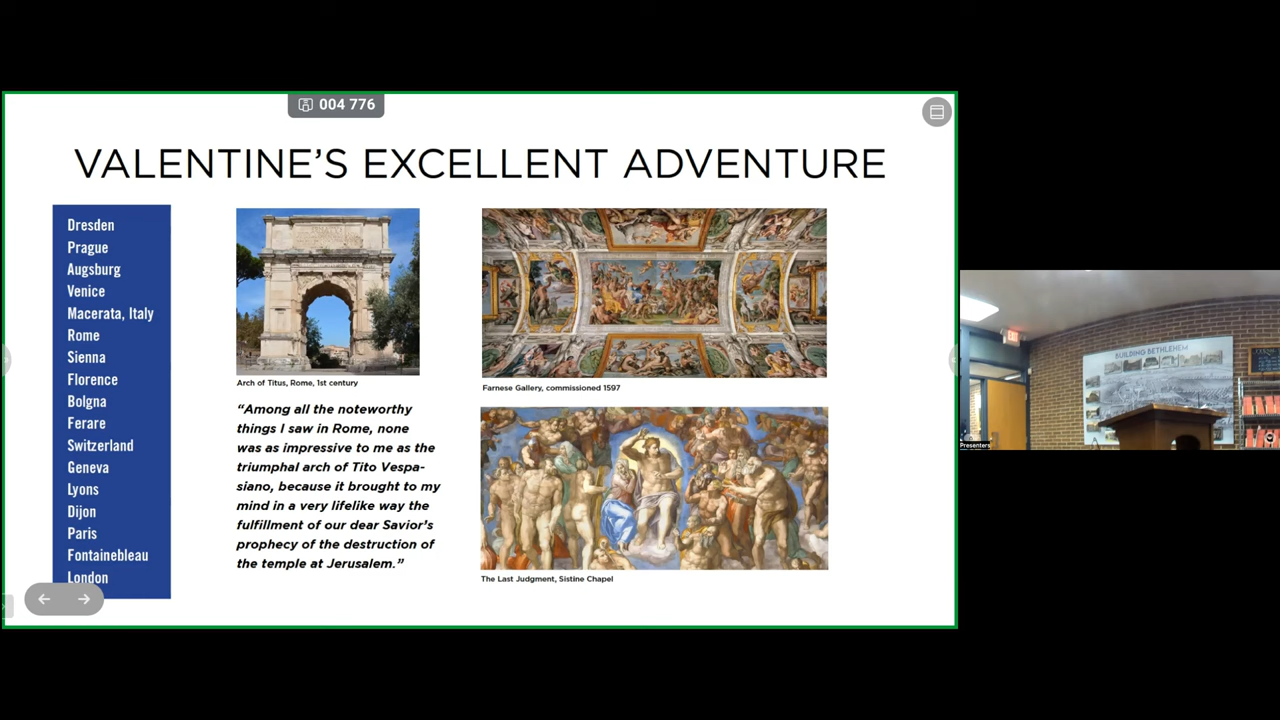 004 776
VALENTINE'S EXCELLENT ADVENTURE
Dresden
Prague
Augsburg
Venice
Macerata, Italy
Rome
Sienna
Florence
Bolgna
Ferare
Switzerland
Geneva
Lyons
Dijon
Paris
Fontainebleau
London
Arch of Titus, Rome, 1st century
“Among all the noteworthy
things I saw in Rome, none
was as impressive to me as the
triumphal arch of Tito Vespa-
siano, because it brought to my
mind in a very lifelike way the
fulfillment of our dear Savior’s
prophecy of the destruction of
the temple at Jerusalem.”
Farnese Gallery, commissioned 1597
The Last Judgment, Sistine Chapel
EXIT
BUILDING BETHLEHEM
Presenters